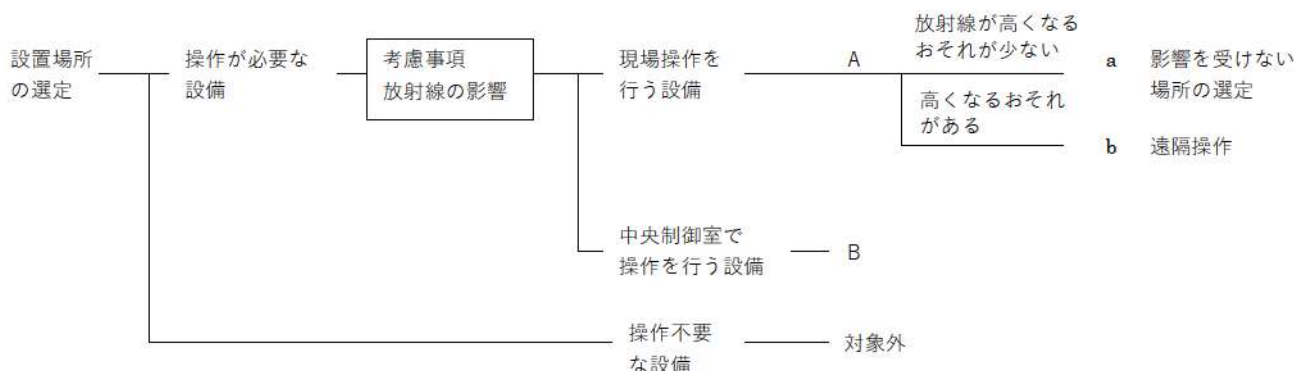 設置場所
の選定
操作が必要な
設備
考慮事項
放射線の影響
現場操作を
行う設備
A
放射線が高くなる
おそれが少ない
a
影響を受けない
場所の選定
高くなるおそれ
がある
b
遠隔操作
中央制御室で
操作を行う設備
B
操作不要
な設備
対象外